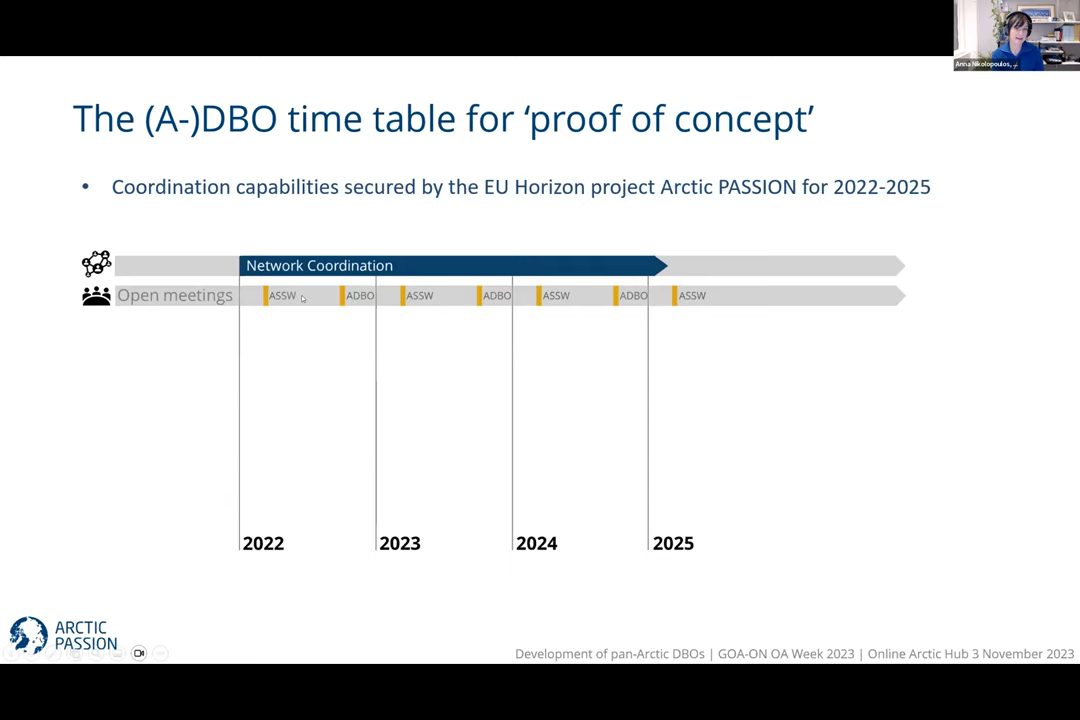 Anna Nikolopoulos, ...
The (A-)DBO time table for ‘proof of concept’
• Coordination capabilities secured by the EU Horizon project Arctic PASSION for 2022-2025
Network Coordination
Open meetings ASSW ADBO ASSW ADBO ASSW ADBO ASSW
2022 2023 2024 2025
ARCTIC
PASSION
Development of pan-Arctic DBOs | GOA-ON OA Week 2023 | Online Arctic Hub 3 November 2023